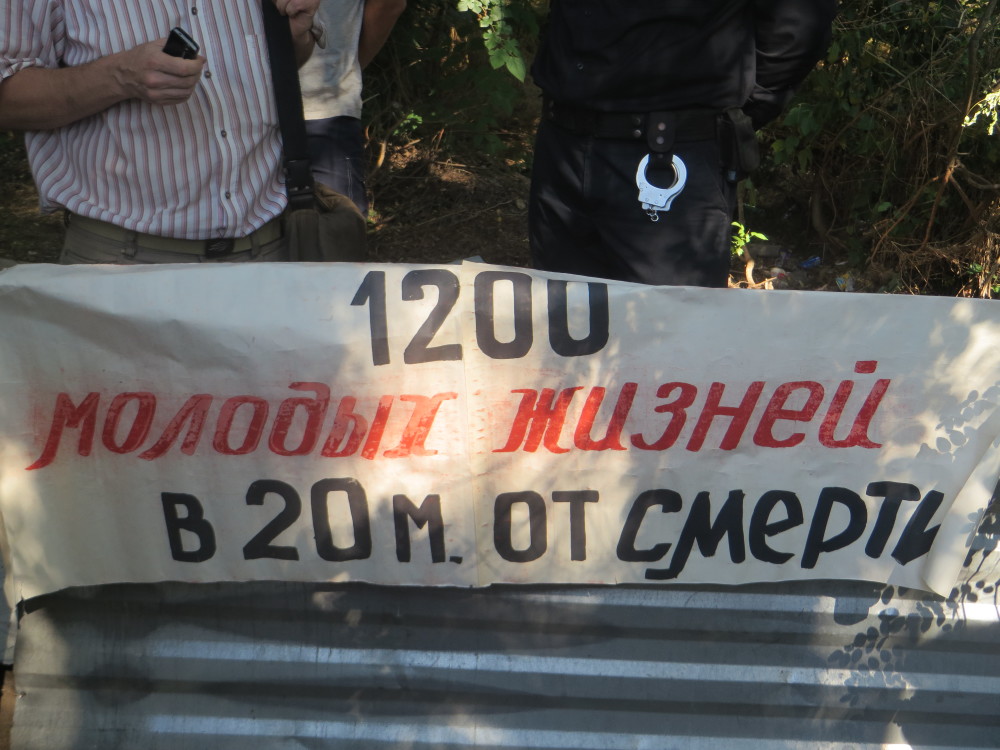 1200
молодых жизней
в 20 м. от смерти